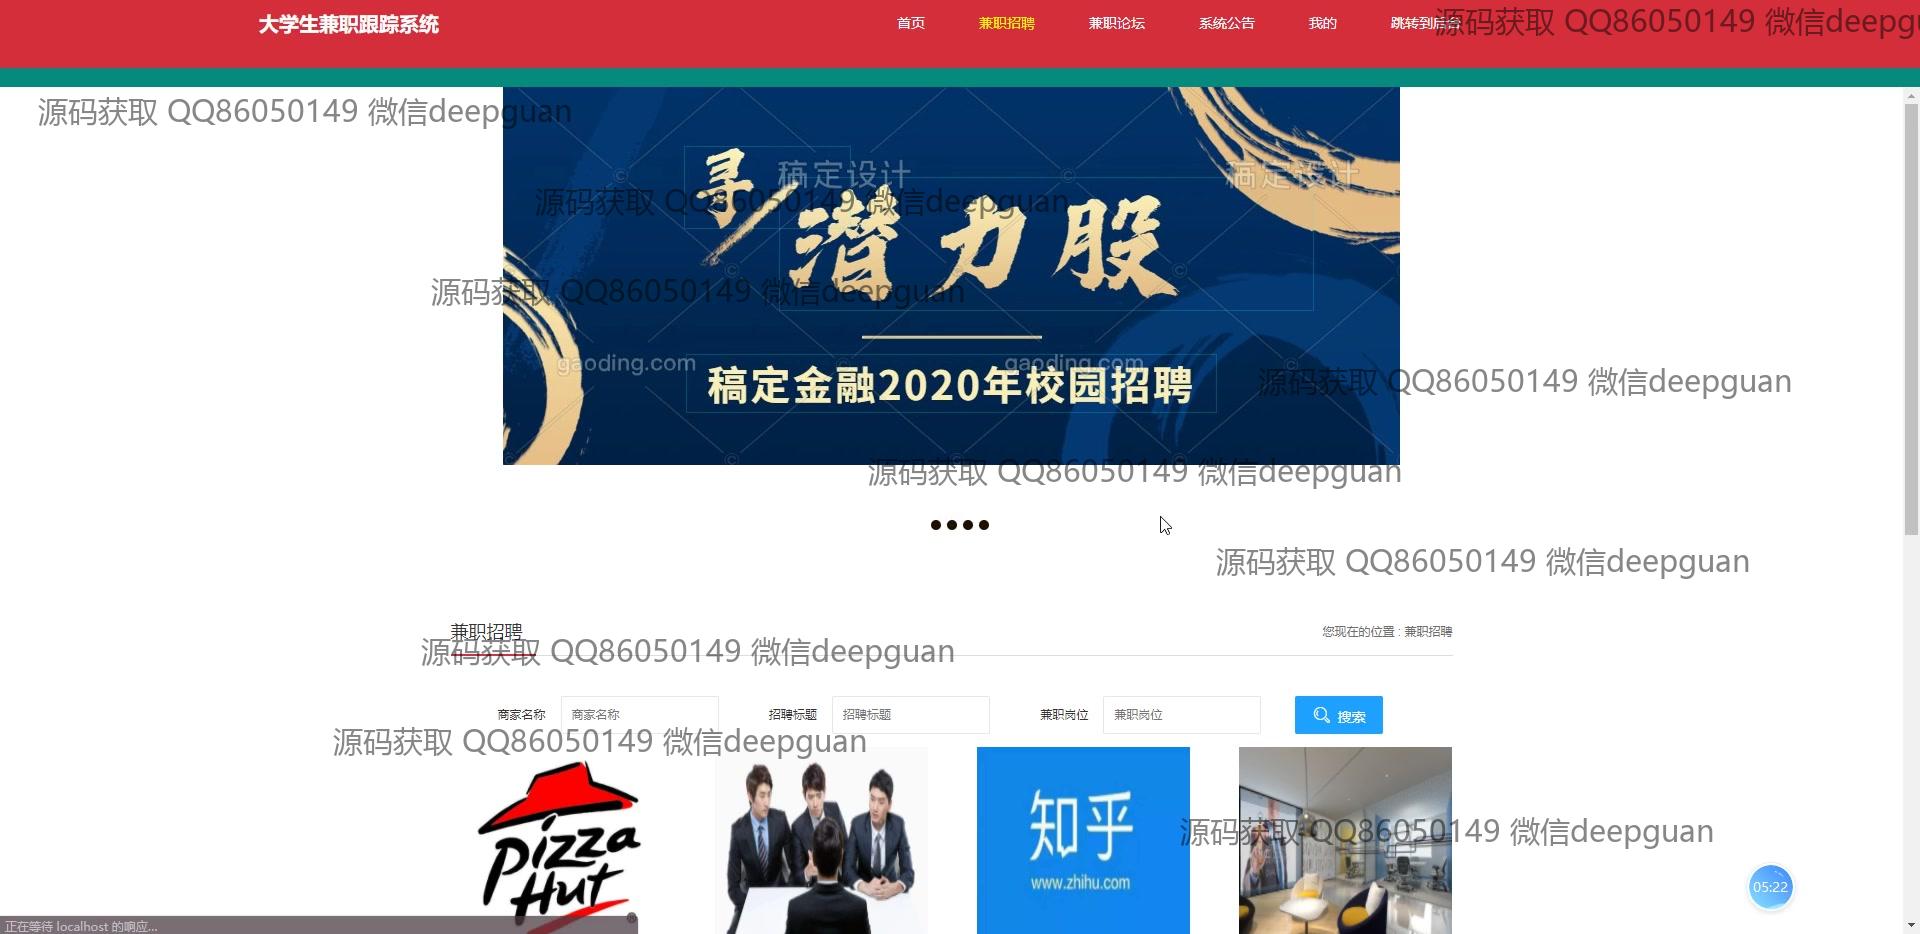 大学生兼职跟踪系统
首页 兼职招聘 兼职论坛 系统公告 我的 跳转到后台
源码获取 QQ86050149 微信deepgu
源码获取 QQ86050149 微信deepguan
寻
稿定设计 稿定设计
源码获取 QQ86050149 微信deepguan
潜力股
源码获取 QQ86050149 微信deepguan
gaoding.com gaoding.com
稿定金融2020年校园招聘
源码获取 QQ86050149 微信deepguan
源码获取 QQ86050149 微信deepguan
源码获取 QQ86050149 微信deepguan
兼职招聘 您现在的位置 : 兼职招聘
源码获取 QQ86050149 微信deepguan
商家名称 商家名称 招聘标题 招聘标题 兼职岗位 兼职岗位 搜索
源码获取 QQ86050149 微信deepguan
Pizza
Hut
知乎
www.zhihu.com
源码获取 QQ86050149 微信deepguan
05:22
正在等待 localhost 的响应...